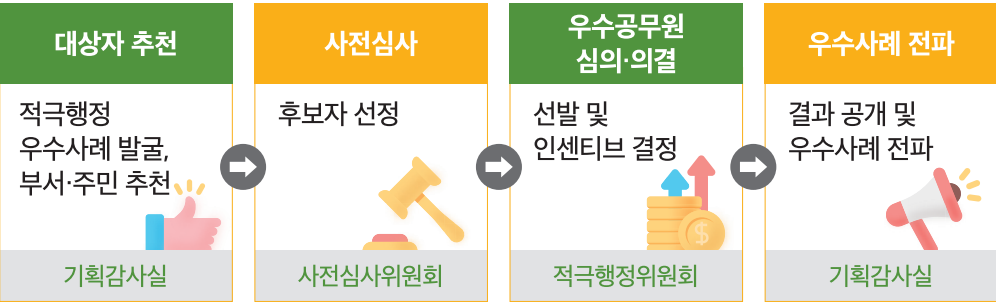 대상자 추천
적극행정
우수사례 발굴,
부서·주민 추천
기획감사실
사전심사
후보자 선정
사전심사위원회
우수공무원
심의·의결
선발 및
인센티브 결정
$
적극행정위원회
우수사례 전파
결과 공개 및
우수사례 전파
기획감사실